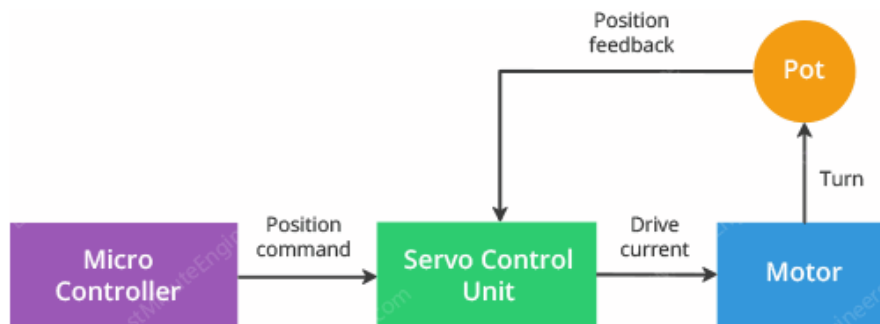 Position
feedback
Pot
Turn
Position
command
Drive
current
Micro
Controller
Servo Control
Unit
Motor